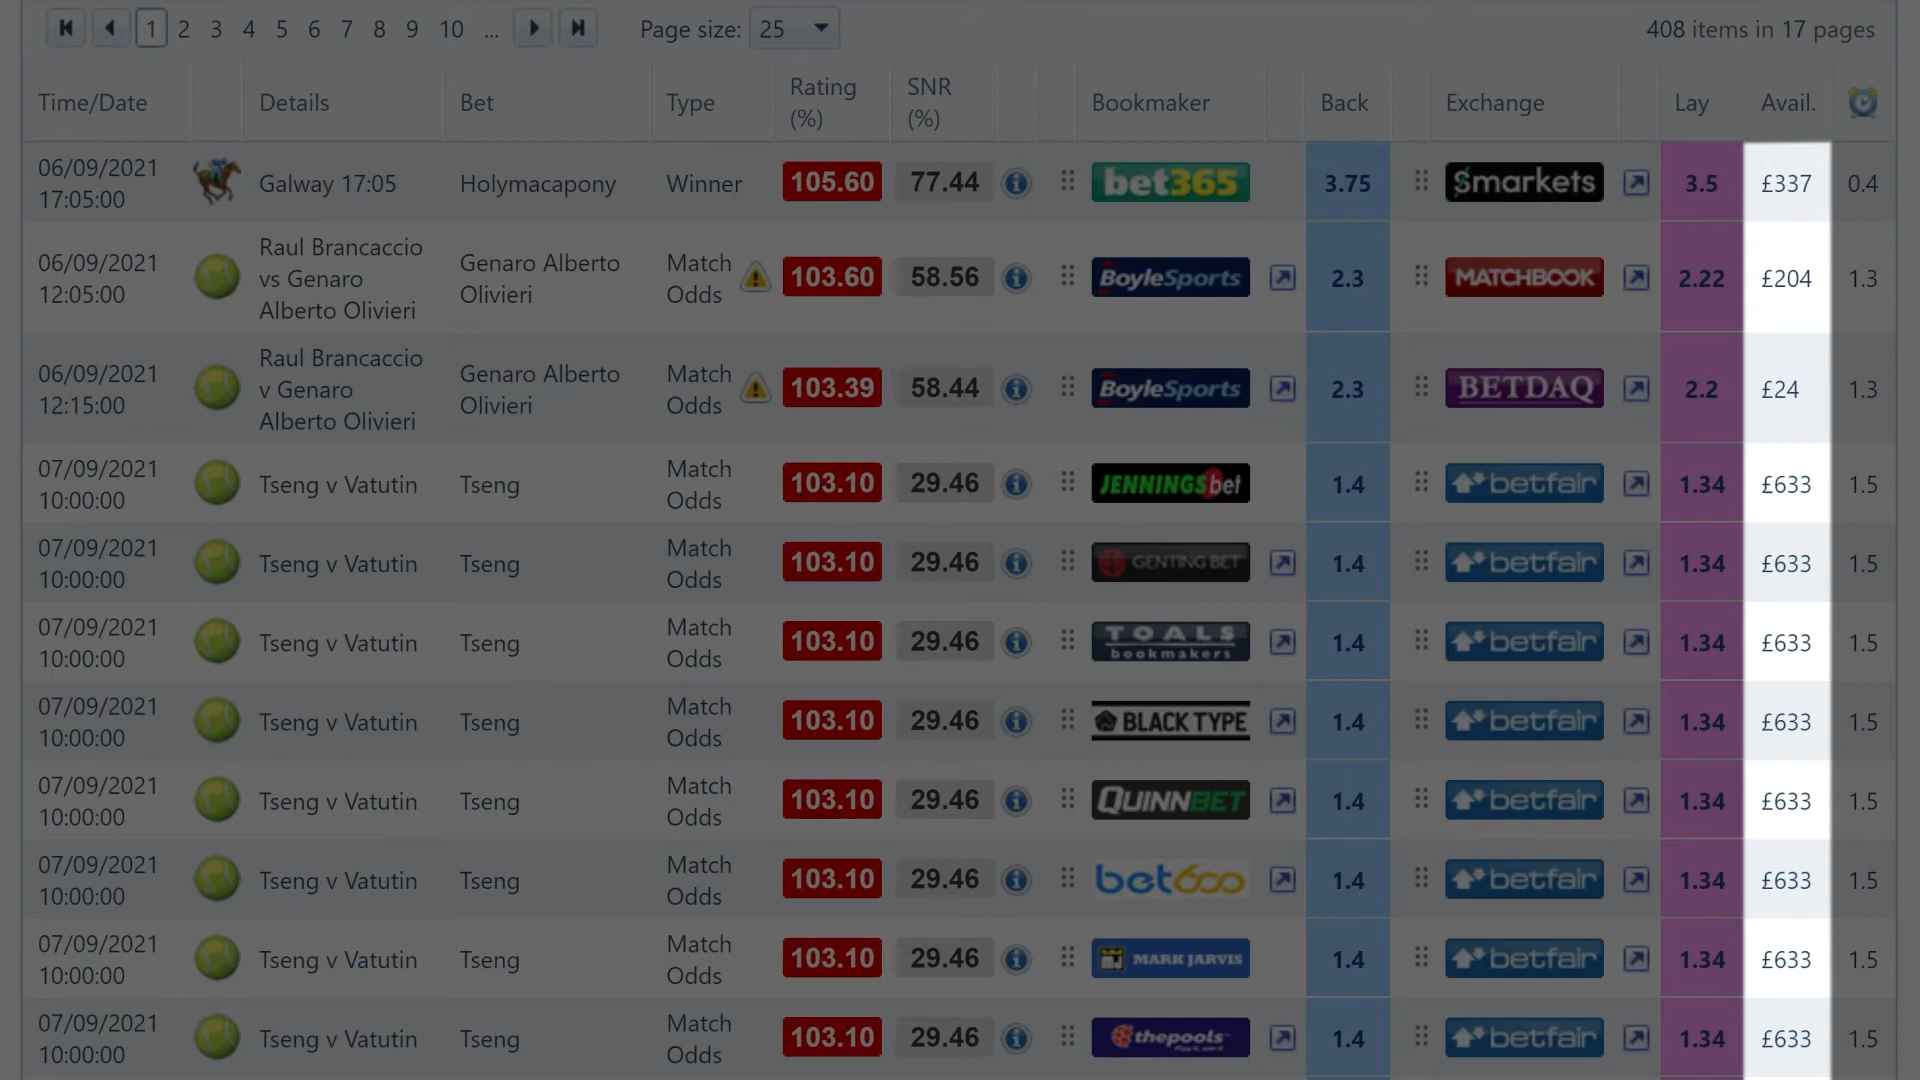 1 2 3 4 5 6 7 8 9 10 ... Page size: 25 408 items in 17 pages
Time/Date Details Bet Type Rating (%) SNR (%) Bookmaker Back Exchange Lay Avail.
06/09/2021 17:05:00 Galway 17:05 Holymacapony Winner 105.60 77.44 bet365 3.75 smarkets 3.5 £337 0.4
06/09/2021 12:05:00 Raul Brancaccio vs Genaro Alberto Olivieri Genaro Alberto Olivieri Match Odds 103.60 58.56 BoyleSports 2.3 MATCHBOOK 2.22 £204 1.3
06/09/2021 12:15:00 Raul Brancaccio v Genaro Alberto Olivieri Genaro Alberto Olivieri Match Odds 103.39 58.44 BoyleSports 2.3 BETDAQ 2.2 £24 1.3
07/09/2021 10:00:00 Tseng v Vatutin Tseng Match Odds 103.10 29.46 JENNINGSbet 1.4 betfair 1.34 £633 1.5
07/09/2021 10:00:00 Tseng v Vatutin Tseng Match Odds 103.10 29.46 GENTING BET 1.4 betfair 1.34 £633 1.5
07/09/2021 10:00:00 Tseng v Vatutin Tseng Match Odds 103.10 29.46 TOALS bookmakers 1.4 betfair 1.34 £633 1.5
07/09/2021 10:00:00 Tseng v Vatutin Tseng Match Odds 103.10 29.46 BLACK TYPE 1.4 betfair 1.34 £633 1.5
07/09/2021 10:00:00 Tseng v Vatutin Tseng Match Odds 103.10 29.46 QUINNBET 1.4 betfair 1.34 £633 1.5
07/09/2021 10:00:00 Tseng v Vatutin Tseng Match Odds 103.10 29.46 bet600 1.4 betfair 1.34 £633 1.5
07/09/2021 10:00:00 Tseng v Vatutin Tseng Match Odds 103.10 29.46 MARK JARVIS 1.4 betfair 1.34 £633 1.5
07/09/2021 10:00:00 Tseng v Vatutin Tseng Match Odds 103.10 29.46 thepools 1.4 betfair 1.34 £633 1.5